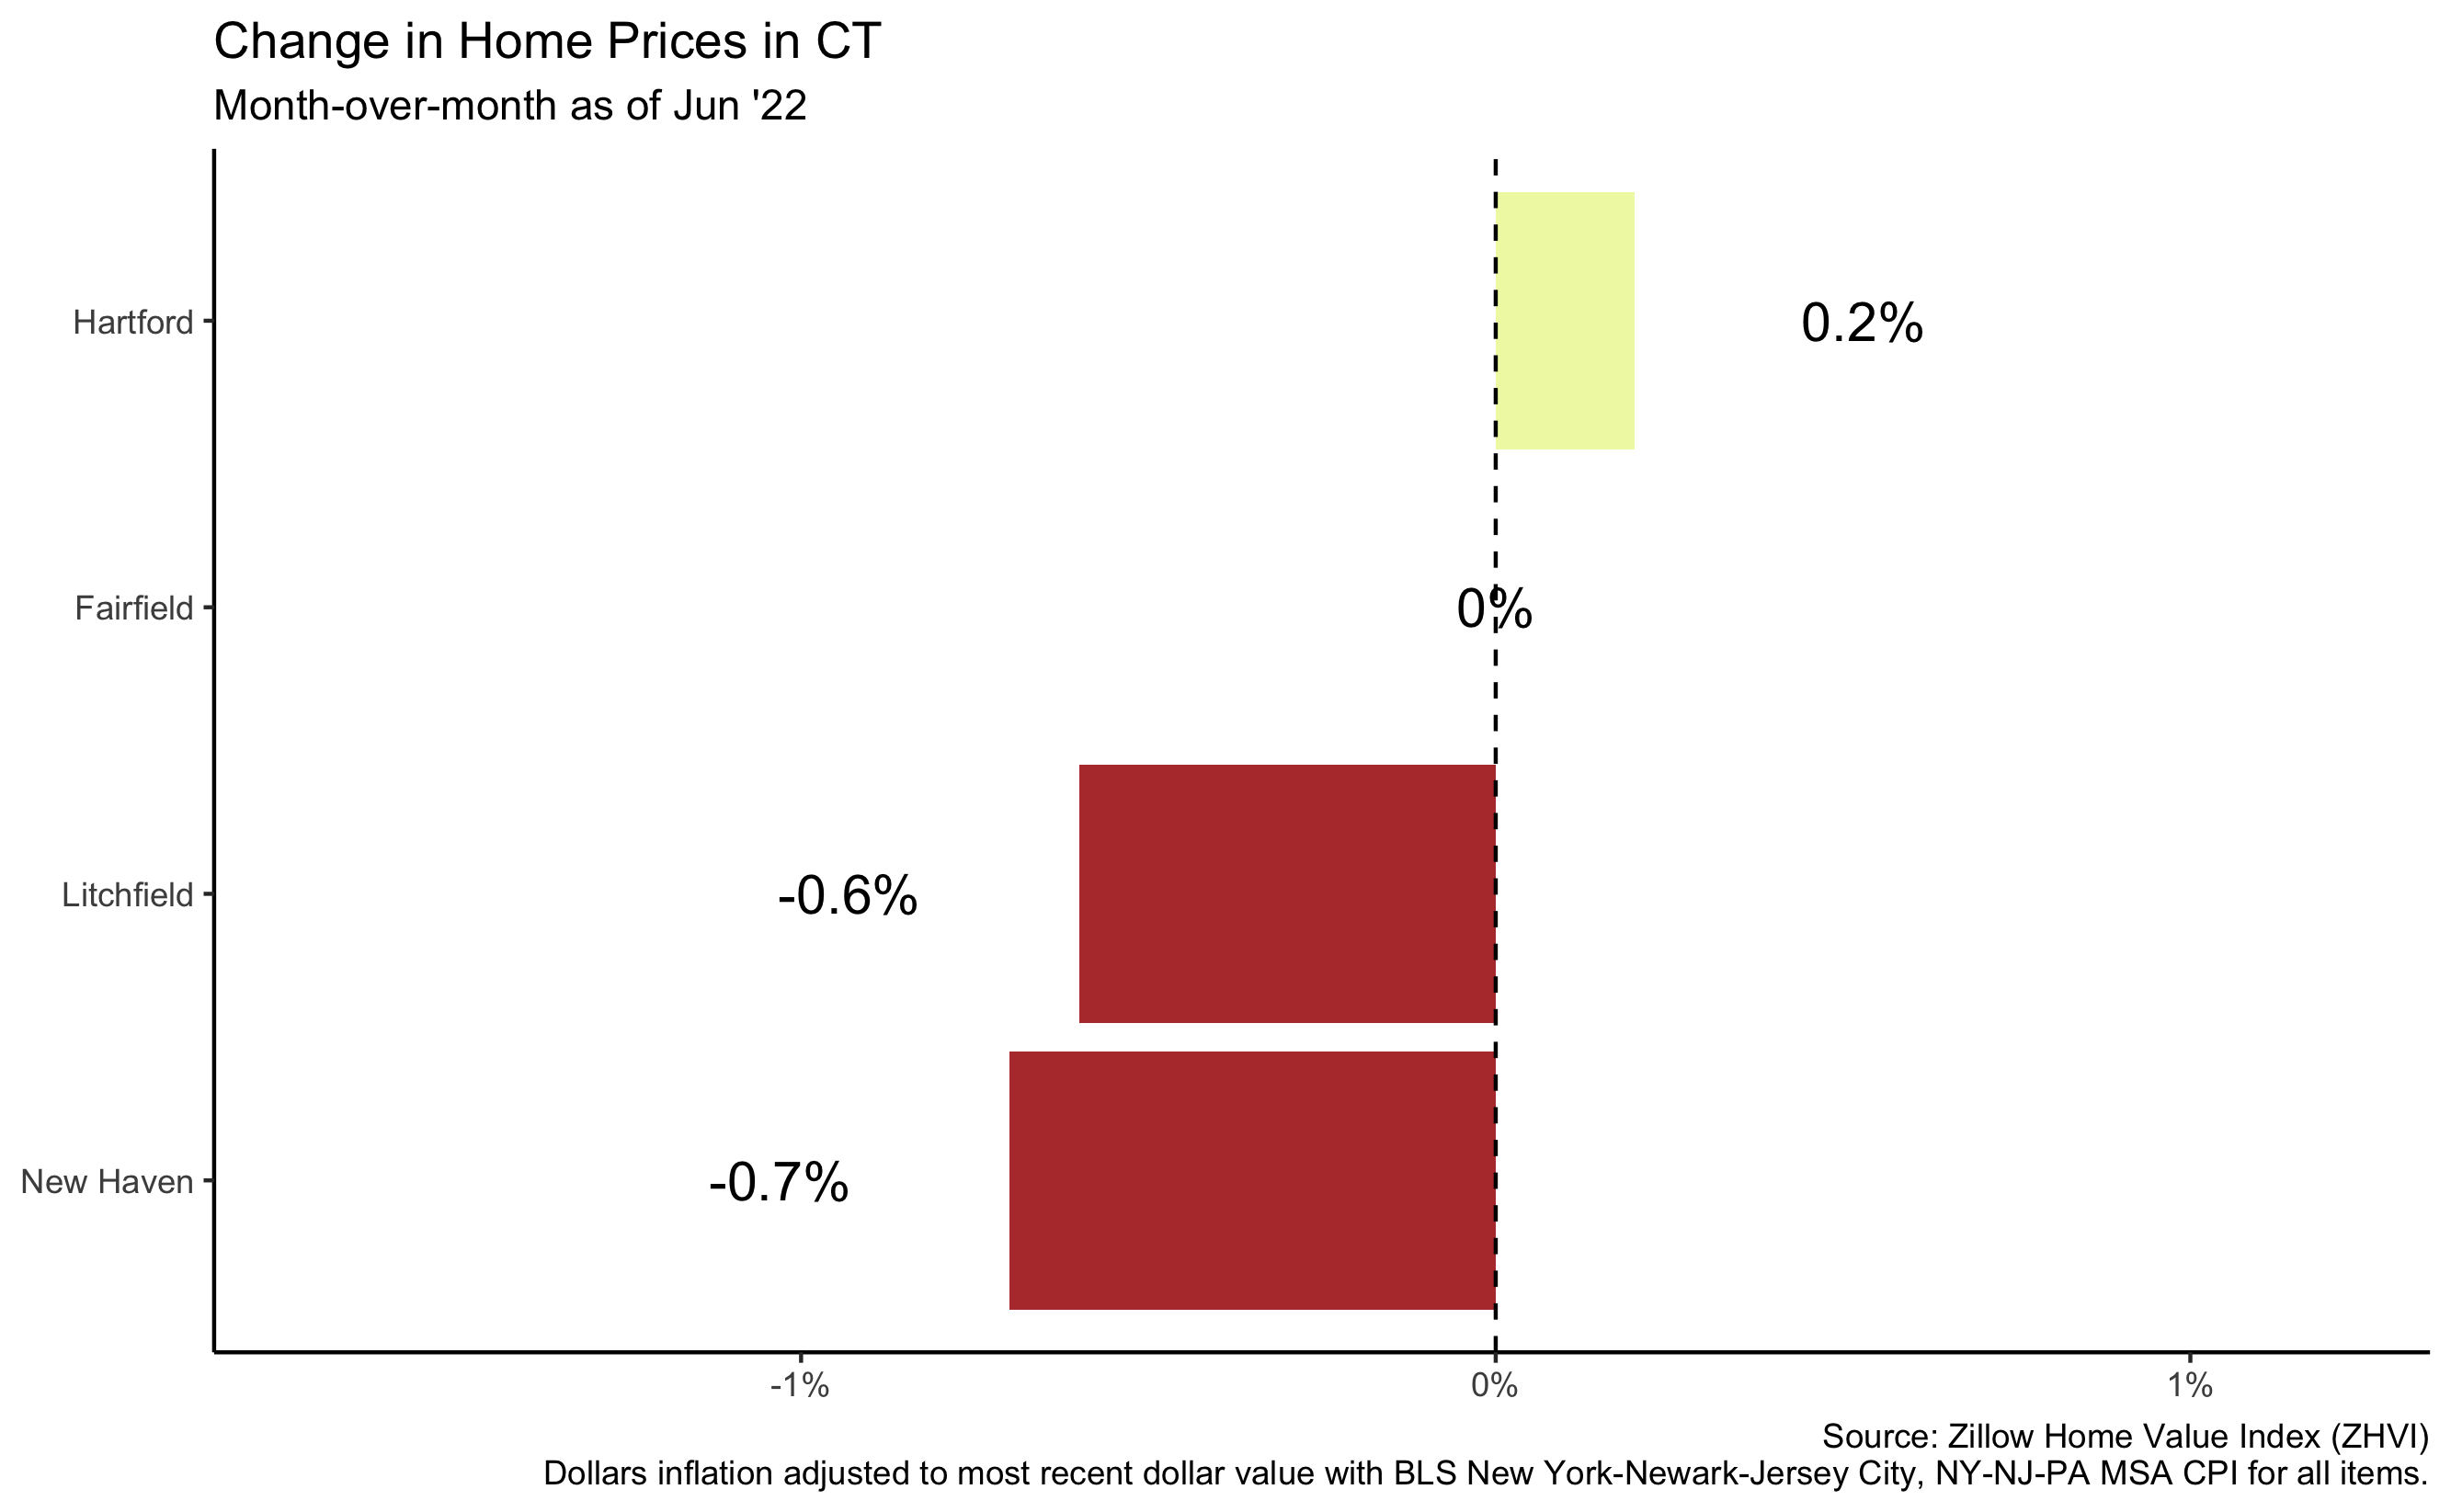 Change in Home Prices in CT
Month-over-month as of Jun '22
Hartford
0.2%
Fairfield
0%
Litchfield
-0.6%
New Haven
-0.7%
-1%
0%
1%
Source: Zillow Home Value Index (ZHVI)
Dollars inflation adjusted to most recent dollar value with BLS New York-Newark-Jersey City, NY-NJ-PA MSA CPI for all items.